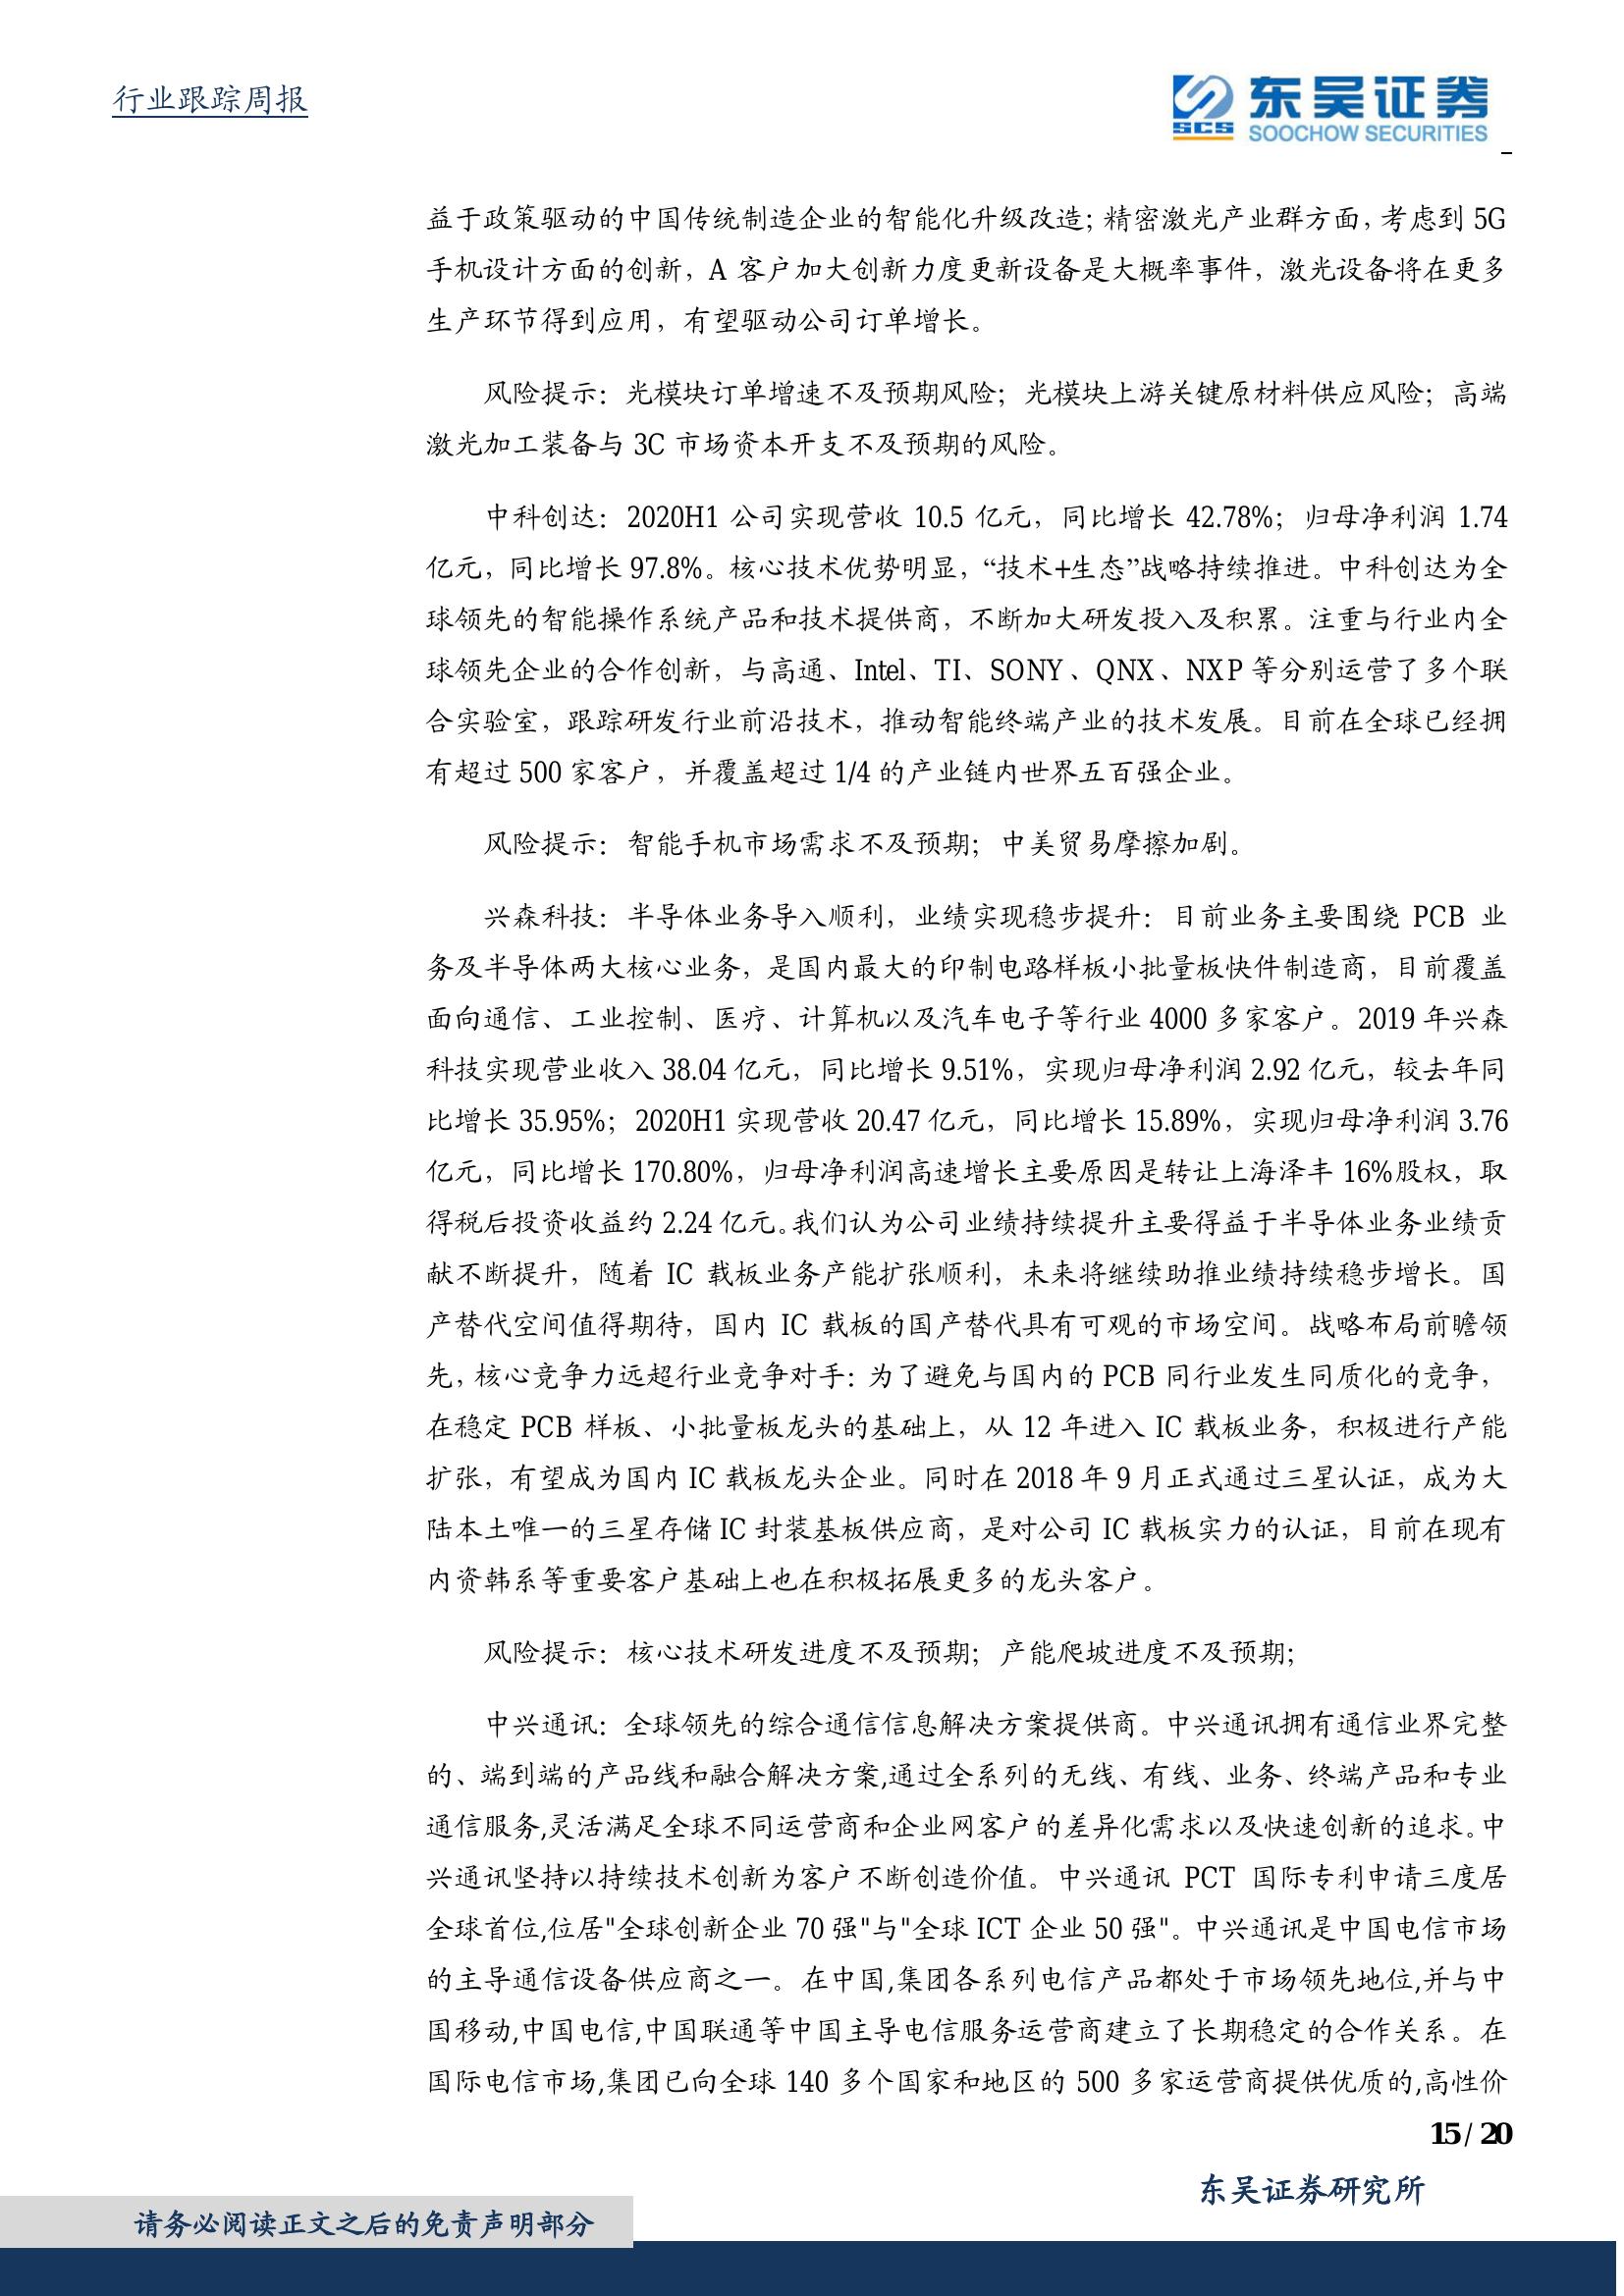 行业跟踪周报
东吴证券
SCS
SOOCHOW SECURITIES
益于政策驱动的中国传统制造企业的智能化升级改造；精密激光产业群方面，考虑到 5G
手机设计方面的创新，A 客户加大创新力度更新设备是大概率事件，激光设备将在更多
生产环节得到应用，有望驱动公司订单增长。
风险提示：光模块订单增速不及预期风险；光模块上游关键原材料供应风险；高端
激光加工装备与 3C 市场资本开支不及预期的风险。
中科创达：2020H1 公司实现营收 10.5 亿元，同比增长 42.78%；归母净利润 1.74
亿元，同比增长 97.8%。核心技术优势明显，“技术+生态”战略持续推进。中科创达为全
球领先的智能操作系统产品和技术提供商，不断加大研发投入及积累。注重与行业内全
球领先企业的合作创新，与高通、Intel、TI、SONY、QNX、NXP 等分别运营了多个联
合实验室，跟踪研发行业前沿技术，推动智能终端产业的技术发展。目前在全球已经拥
有超过 500 家客户，并覆盖超过 1/4 的产业链内世界五百强企业。
风险提示：智能手机市场需求不及预期；中美贸易摩擦加剧。
兴森科技：半导体业务导入顺利，业绩实现稳步提升：目前业务主要围绕 PCB 业
务及半导体两大核心业务，是国内最大的印制电路样板小批量板快件制造商，目前覆盖
面向通信、工业控制、医疗、计算机以及汽车电子等行业 4000 多家客户。2019 年兴森
科技实现营业收入 38.04 亿元，同比增长 9.51%，实现归母净利润 2.92 亿元，较去年同
比增长 35.95%；2020H1 实现营收 20.47 亿元，同比增长 15.89%，实现归母净利润 3.76
亿元，同比增长 170.80%，归母净利润高速增长主要原因是转让上海泽丰 16%股权，取
得税后投资收益约 2.24 亿元。我们认为公司业绩持续提升主要得益于半导体业务业绩贡
献不断提升，随着 IC 载板业务产能扩张顺利，未来将继续助推业绩持续稳步增长。国
产替代空间值得期待，国内 IC 载板的国产替代具有可观的市场空间。战略布局前瞻领
先，核心竞争力远超行业竞争对手：为了避免与国内的 PCB 同行业发生同质化的竞争，
在稳定 PCB 样板、小批量板龙头的基础上，从 12 年进入 IC 载板业务，积极进行产能
扩张，有望成为国内 IC 载板龙头企业。同时在 2018 年 9 月正式通过三星认证，成为大
陆本土唯一的三星存储 IC 封装基板供应商，是对公司 IC 载板实力的认证，目前在现有
内资韩系等重要客户基础上也在积极拓展更多的龙头客户。
风险提示：核心技术研发进度不及预期；产能爬坡进度不及预期；
中兴通讯：全球领先的综合通信信息解决方案提供商。中兴通讯拥有通信业界完整
的、端到端的产品线和融合解决方案,通过全系列的无线、有线、业务、终端产品和专业
通信服务,灵活满足全球不同运营商和企业网客户的差异化需求以及快速创新的追求。中
兴通讯坚持以持续技术创新为客户不断创造价值。中兴通讯 PCT 国际专利申请三度居
全球首位,位居"全球创新企业 70 强"与"全球 ICT 企业 50 强"。中兴通讯是中国电信市场
的主导通信设备供应商之一。在中国,集团各系列电信产品都处于市场领先地位,并与中
国移动,中国电信,中国联通等中国主导电信服务运营商建立了长期稳定的合作关系。在
国际电信市场,集团已向全球 140 多个国家和地区的 500 多家运营商提供优质的,高性价
15 / 20
东吴证券研究所
请务必阅读正文之后的免责声明部分